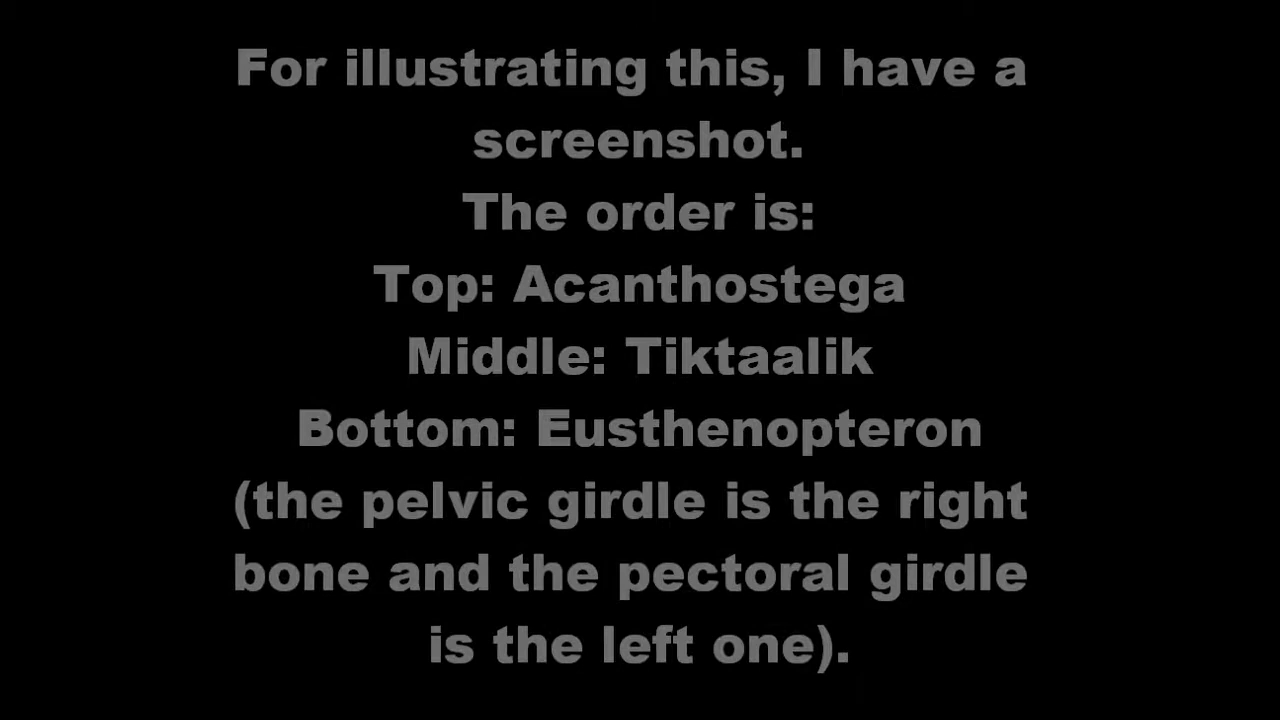 For illustrating this, I have a
screenshot.
The order is:
Top: Acanthostega
Middle: Tiktaalik
Bottom: Eusthenopteron
(the pelvic girdle is the right
bone and the pectoral girdle
is the left one).